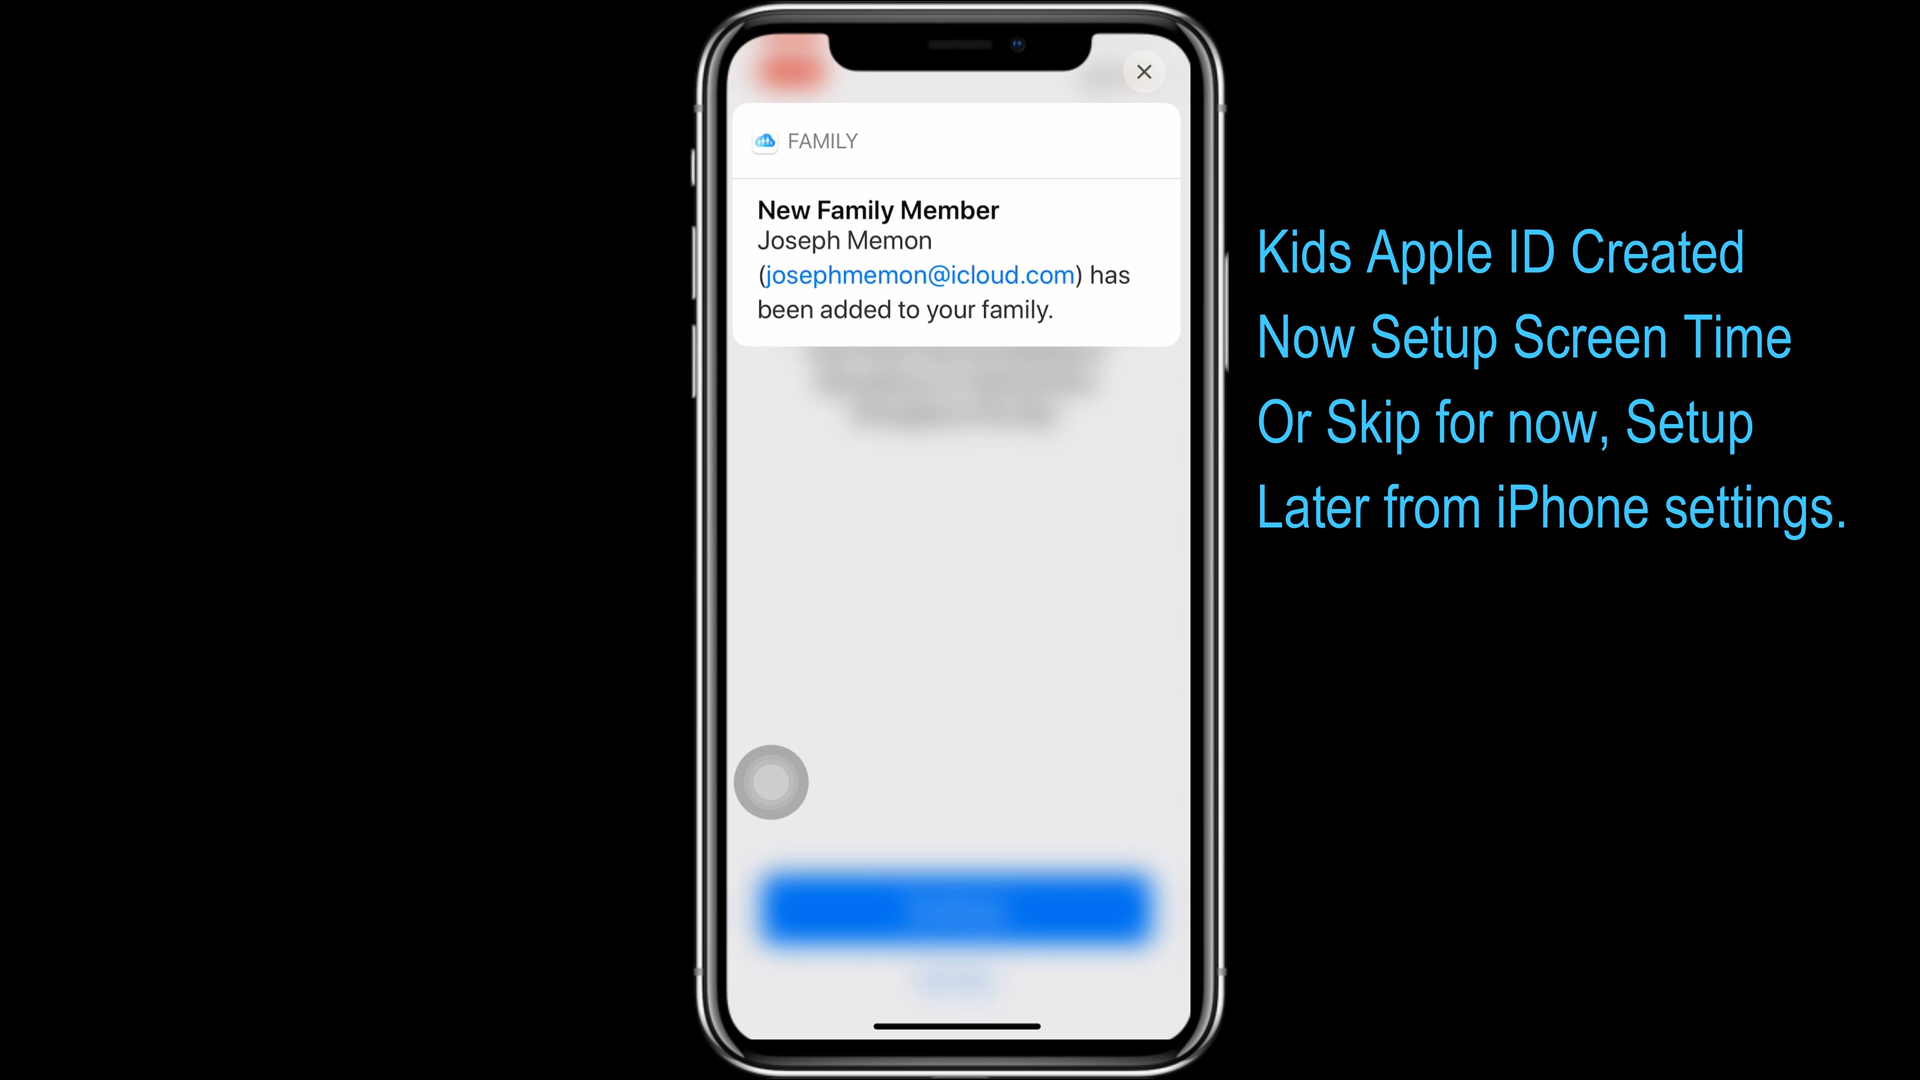 FAMILY
New Family Member
Joseph Memon
(josephmemon@icloud.com) has
been added to your family.
Kids Apple ID Created
Now Setup Screen Time
Or Skip for now, Setup
Later from iPhone settings.